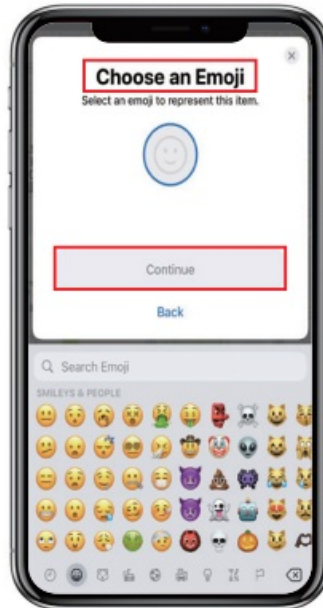 Choose an Emoji
Select an emoji to represent this item.
Continue
Back
Search Emoji
SMILEYS & PEOPLE